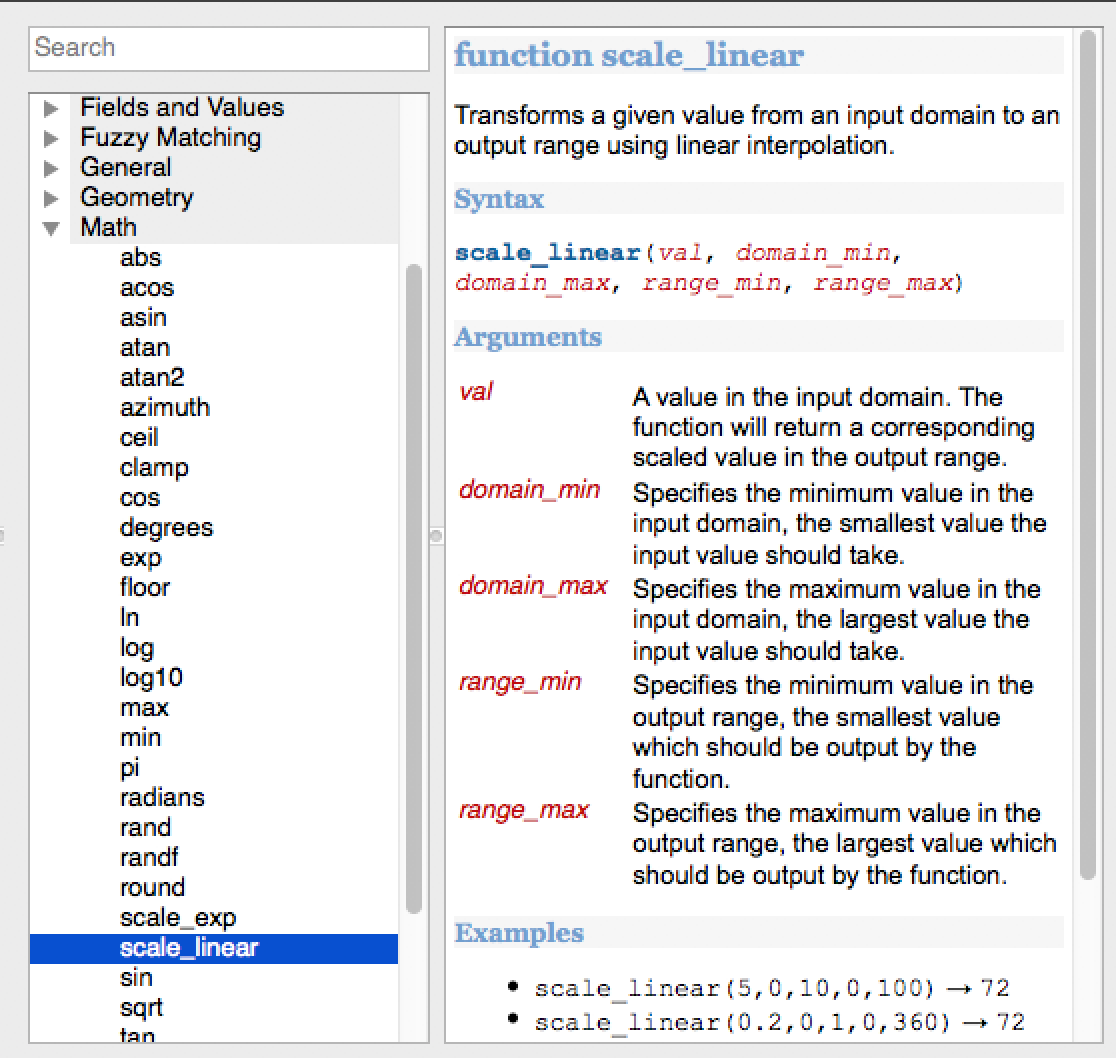 Search
Fields and Values
Fuzzy Matching
General
Geometry
Math
abs
acos
asin
atan
atan2
azimuth
ceil
clamp
cos
degrees
exp
floor
ln
log
log10
max
min
pi
radians
rand
randf
round
scale_exp
scale_linear
sin
sqrt
tan
function scale_linear
Transforms a given value from an input domain to an
output range using linear interpolation.
Syntax
scale_linear(val, domain_min,
domain_max, range_min, range_max)
Arguments
val A value in the input domain. The
function will return a corresponding
scaled value in the output range.
domain_min Specifies the minimum value in the
input domain, the smallest value the
input value should take.
domain_max Specifies the maximum value in the
input domain, the largest value the
input value should take.
range_min Specifies the minimum value in the
output range, the smallest value
which should be output by the
function.
range_max Specifies the maximum value in the
output range, the largest value which
should be output by the function.
Examples
• scale_linear(5,0,10,0,100) → 72
• scale_linear(0.2,0,1,0,360) → 72